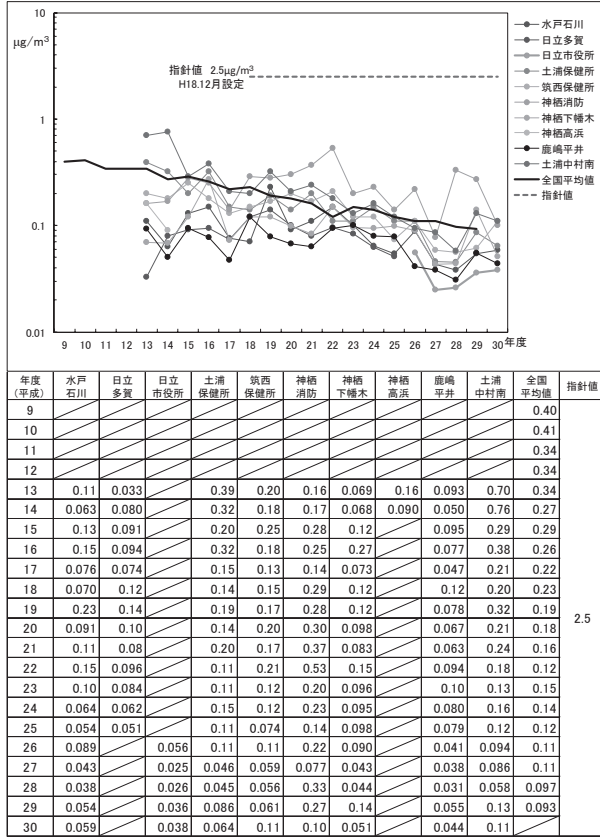 10
μg/m³
指針値 2.5μg/m³
H18.12月設定
1
0.1
0.01
9 10 11 12 13 14 15 16 17 18 19 20 21 22 23 24 25 26 27 28 29 30 年度
水戸石川
日立多賀
日立市役所
土浦保健所
筑西保健所
神栖消防
神栖下幡木
神栖高浜
鹿嶋平井
土浦中村南
全国平均値
指針値
年度 水戸 日立 日立 土浦 筑西 神栖 神栖 神栖 鹿嶋 土浦 全国 指針値
(平成) 石川 多賀 市役所 保健所 保健所 消防 下幡木 高浜 平井 中村南 平均値
9 0.40
10 0.41
11 0.34
12 0.34
13 0.11 0.033 0.39 0.20 0.16 0.069 0.16 0.093 0.70 0.34
14 0.063 0.080 0.32 0.18 0.17 0.068 0.090 0.050 0.76 0.27
15 0.13 0.091 0.20 0.25 0.28 0.12 0.095 0.29 0.29
16 0.15 0.094 0.32 0.18 0.25 0.27 0.077 0.38 0.26
17 0.076 0.074 0.15 0.13 0.14 0.073 0.047 0.21 0.22
18 0.070 0.12 0.14 0.15 0.29 0.12 0.12 0.20 0.23
19 0.23 0.14 0.19 0.17 0.28 0.12 0.078 0.32 0.19
20 0.091 0.10 0.14 0.20 0.30 0.098 0.067 0.21 0.18
21 0.11 0.08 0.20 0.17 0.37 0.083 0.063 0.24 0.16
22 0.15 0.096 0.11 0.21 0.53 0.15 0.094 0.18 0.12
23 0.10 0.084 0.11 0.12 0.20 0.096 0.10 0.13 0.15
24 0.064 0.062 0.15 0.12 0.23 0.095 0.080 0.16 0.14
25 0.054 0.051 0.11 0.074 0.14 0.098 0.079 0.12 0.12
26 0.089 0.056 0.11 0.11 0.22 0.090 0.041 0.094 0.11
27 0.043 0.025 0.046 0.059 0.077 0.043 0.038 0.086 0.11
28 0.038 0.026 0.045 0.056 0.33 0.044 0.031 0.058 0.097
29 0.054 0.036 0.086 0.061 0.27 0.14 0.055 0.13 0.093
30 0.059 0.038 0.064 0.11 0.10 0.051 0.044 0.11
2.5